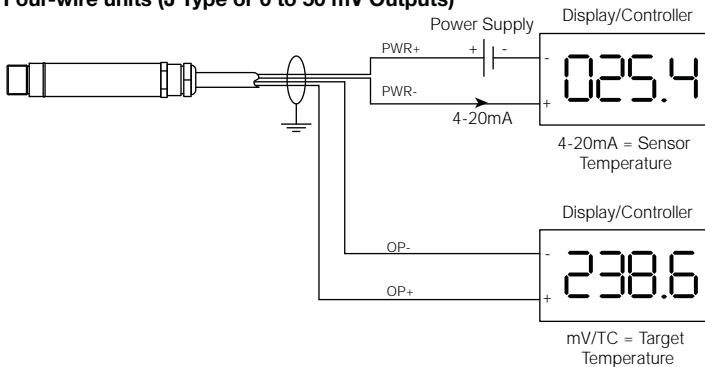 Four-wire units (J Type or 0 to 50 mV Outputs)
Power Supply
Display/Controller
PWR+
+
-
-
025.4
PWR-
+
4-20mA
4-20mA = Sensor
Temperature
Display/Controller
OP-
-
238.6
OP+
+
mV/TC = Target
Temperature